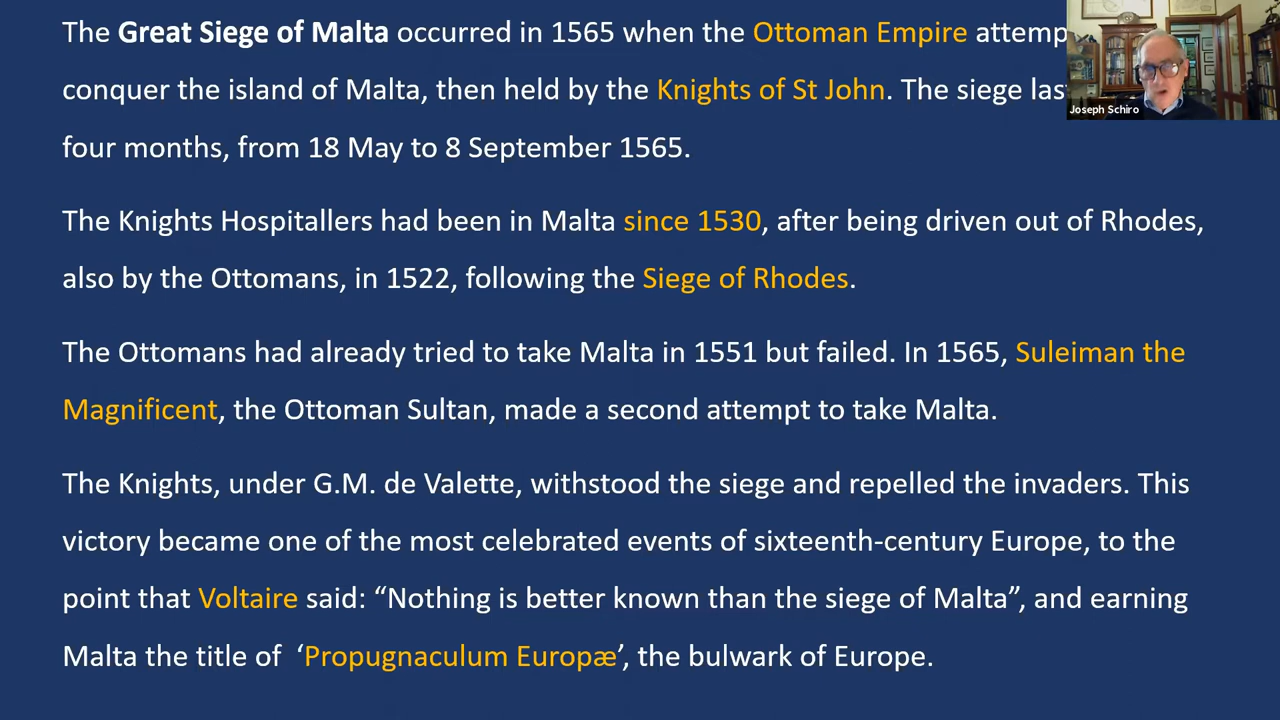 The Great Siege of Malta occurred in 1565 when the Ottoman Empire
conquer the island of Malta, then held by the Knights of St John. The siege
four months, from 18 May to 8 September 1565.
The Knights Hospitallers had been in Malta since 1530, after being driven out of Rhodes,
also by the Ottomans, in 1522, following the Siege of Rhodes.
The Ottomans had already tried to take Malta in 1551 but failed. In 1565, Suleiman the
Magnificent, the Ottoman Sultan, made a second attempt to take Malta.
The Knights, under G.M. de Valette, withstood the siege and repelled the invaders. This
victory became one of the most celebrated events of sixteenth-century Europe, to the
point that Voltaire said: “Nothing is better known than the siege of Malta”, and earning
Malta the title of ‘Propugnaculum Europæ’, the bulwark of Europe.
Joseph Schiro